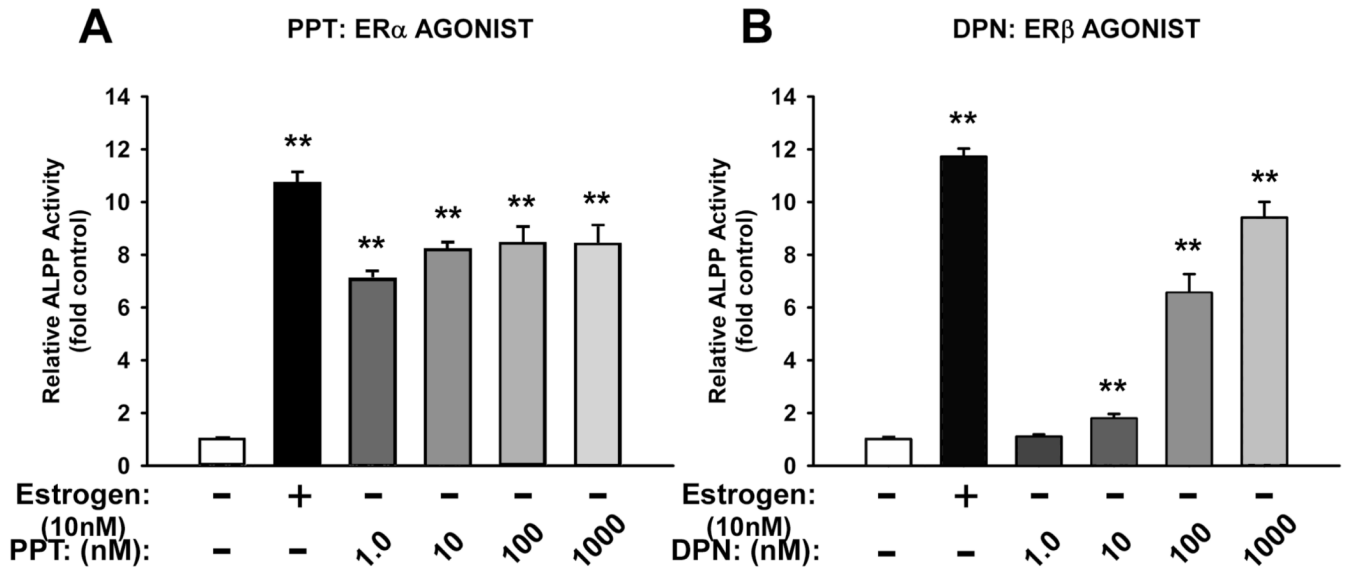 A PPT: ERα AGONIST
Relative ALPP Activity
(fold control)
14
12
10
8
6
4
2
0
** ** ** ** **
Estrogen: – + – – – –
(10nM)
PPT: (nM): – – 1.0 10 100 1000
B DPN: ERβ AGONIST
Relative ALPP Activity
(fold control)
14
12
10
8
6
4
2
0
** ** ** **
Estrogen: – + – – – –
(10nM)
DPN: (nM): – – 1.0 10 100 1000